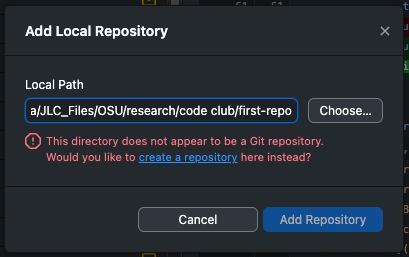 Add Local Repository
Local Path
a/JLC_Files/OSU/research/code club/first-repo
Choose...
This directory does not appear to be a Git repository.
Would you like to create a repository here instead?
Cancel
Add Repository